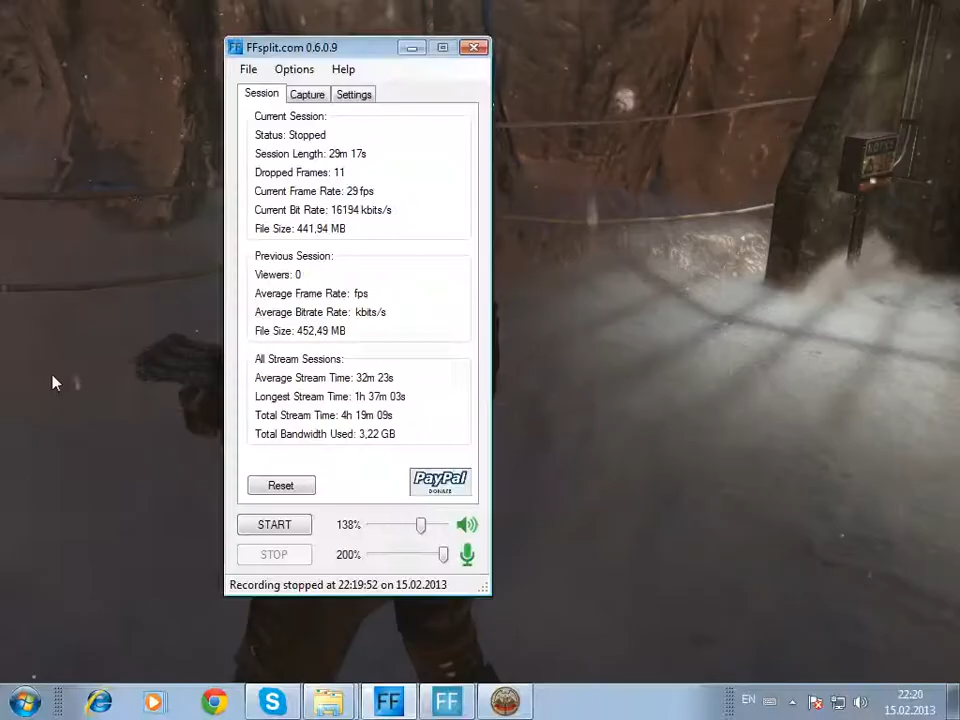 FF FFsplit.com 0.6.0.9
File Options Help
Session Capture Settings
Current Session:
Status: Stopped
Session Length: 29m 17s
Dropped Frames: 11
Current Frame Rate: 29 fps
Current Bit Rate: 16194 kbits/s
File Size: 441,94 MB
Previous Session:
Viewers: 0
Average Frame Rate: fps
Average Bitrate Rate: kbits/s
File Size: 452,49 MB
All Stream Sessions:
Average Stream Time: 32m 23s
Longest Stream Time: 1h 37m 03s
Total Stream Time: 4h 19m 09s
Total Bandwidth Used: 3,22 GB
Reset
PayPal
DONATE
START 138%
STOP 200%
Recording stopped at 22:19:52 on 15.02.2013
FF FF EN 22:20
15.02.2013